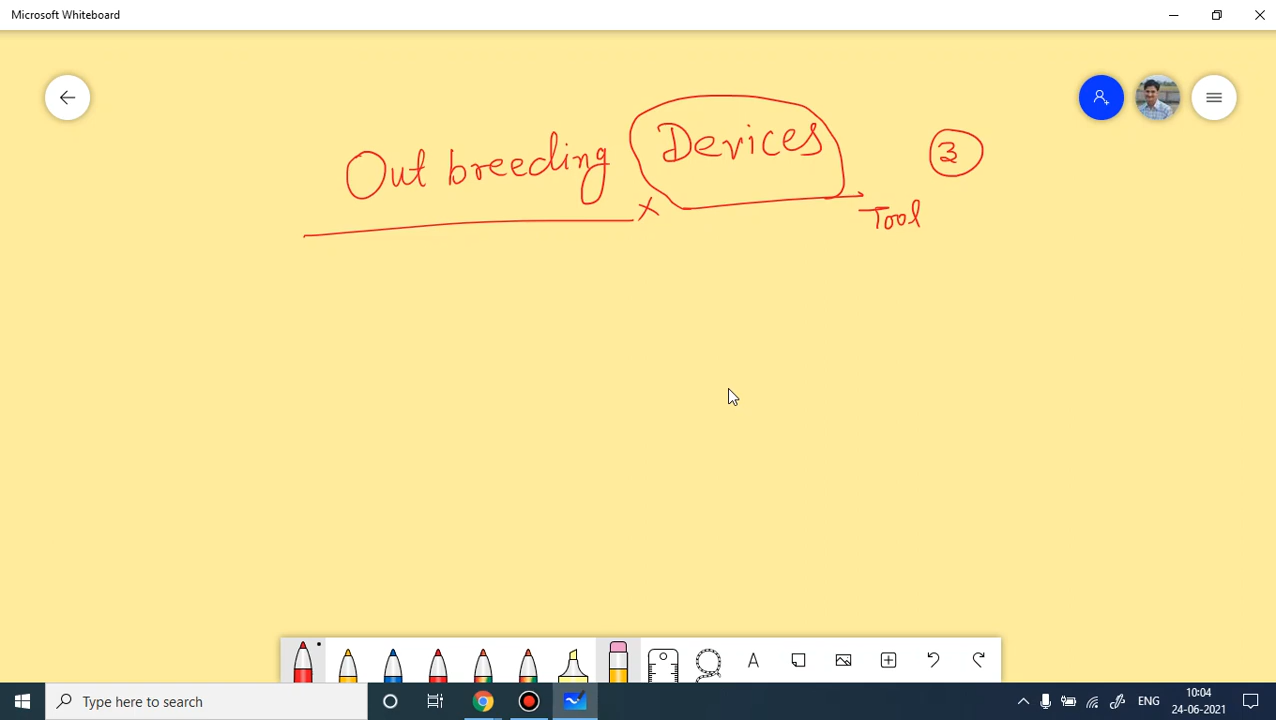 Microsoft Whiteboard
Out breeding Devices
3
x
Tool
A
Type here to search
ENG
10:04
24-06-2021